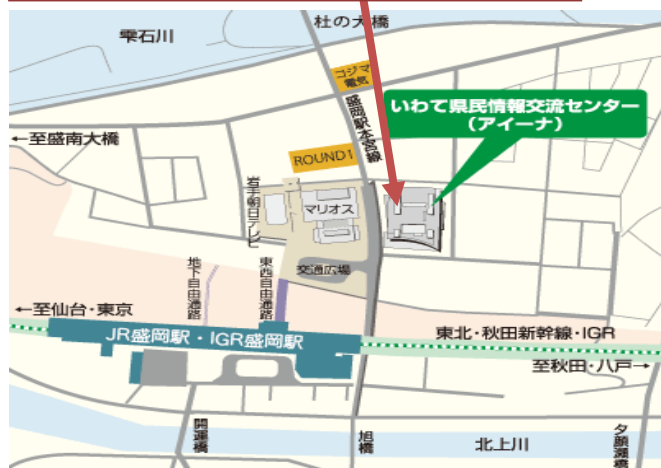 杜の大橋
雫石川
コジマ
電気
盛岡駅本宮線
いわて県民情報交流センター
（アイーナ）
←至盛南大橋
ROUND1
岩手朝日テレビ
マリオス
地下自由通路
東西自由通路
交通広場
←至仙台・東京
JR盛岡駅・IGR盛岡駅
東北・秋田新幹線・IGR
至秋田・八戸→
開運橋
旭橋
北上川
夕顔瀬橋